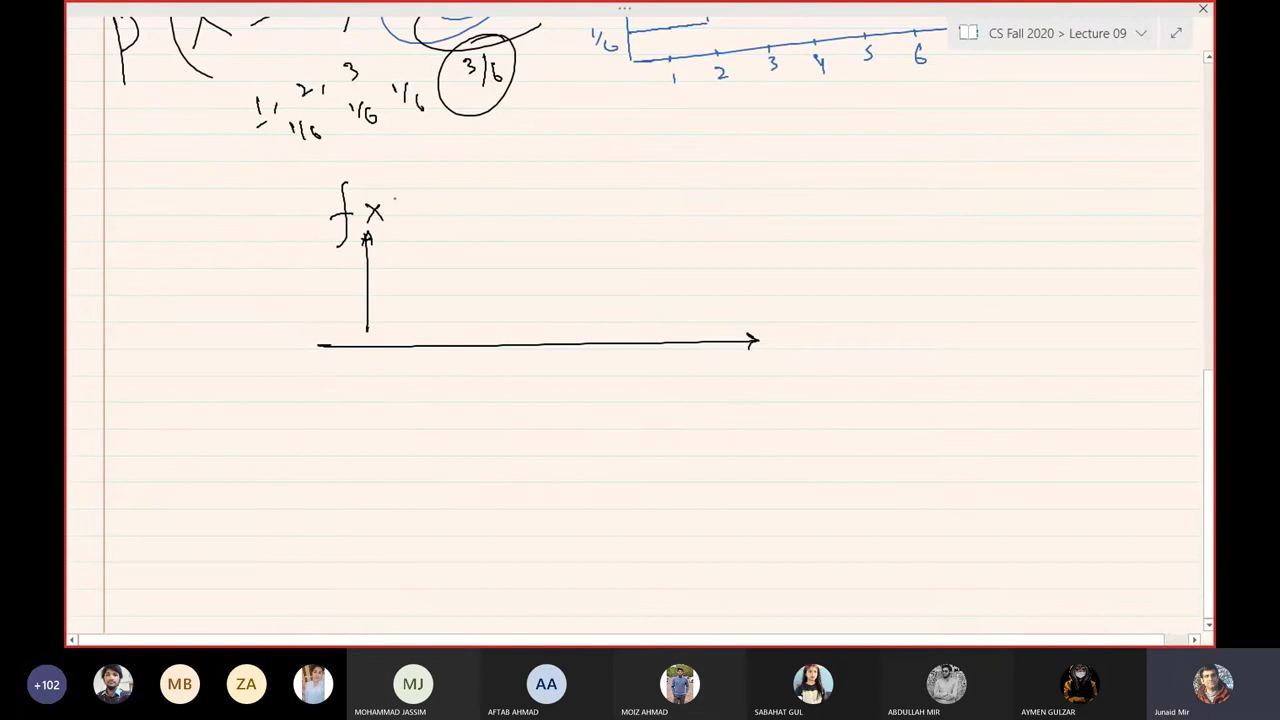 CS Fall 2020 > Lecture 09
P(X
3/6
1/6
1 2 3 4 5 6
1, 2, 3
1/6 1/6 1/6
f x
+102
MB
ZA
MJ
AA
MOHAMMAD JASSIM
AFTAB AHMAD
MOIZ AHMAD
SABAHAT GUL
ABDULLAH MIR
AYMEN GULZAR
Junaid Mir